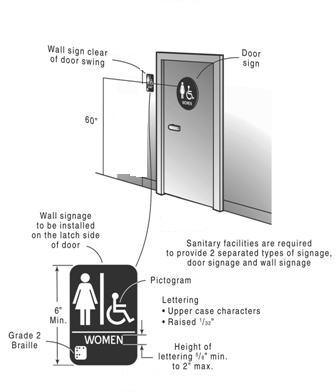 Wall sign clear
of door swing
Door
sign
WOMEN
60"
Wall signage
to be installed
on the latch side
of door
Sanitary facilities are required
to provide 2 separated types of signage,
door signage and wall signage
Pictogram
6"
Min.
Lettering
• Upper case characters
• Raised 1/32"
WOMEN
Grade 2
Braille
Height of
lettering 5/8" min.
to 2" max.